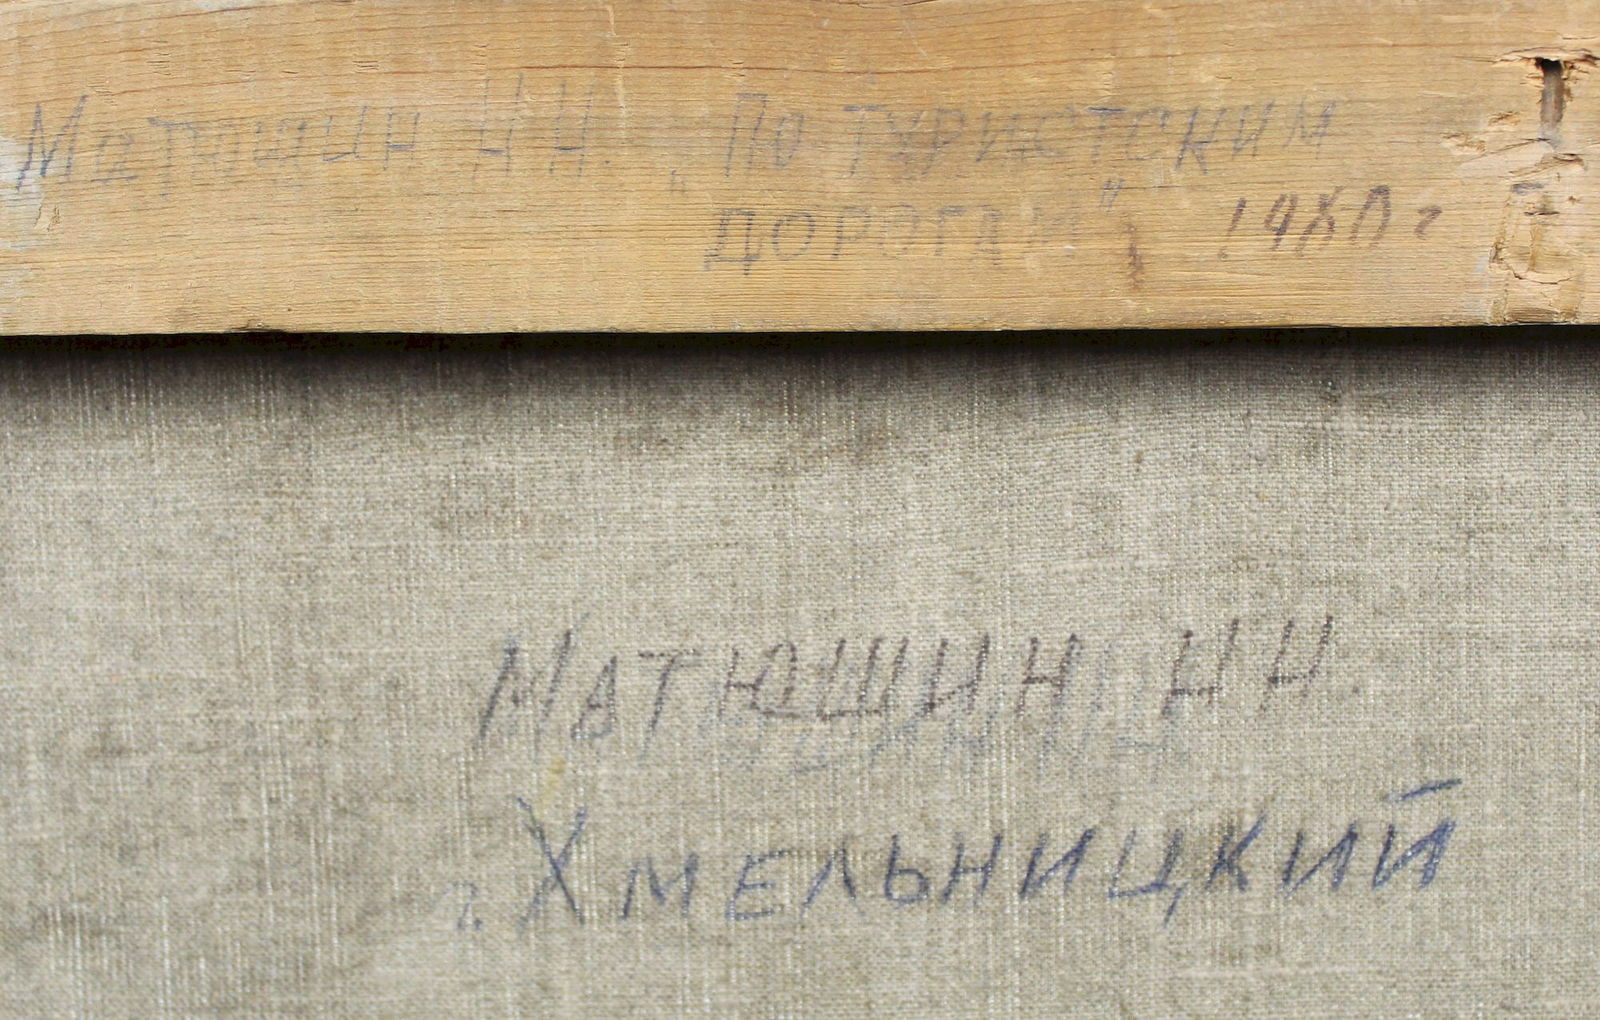 Матюшин Н Н. „По туристским
дорогам" 1980 г
Матюшин Н Н.
г. Хмельницкий